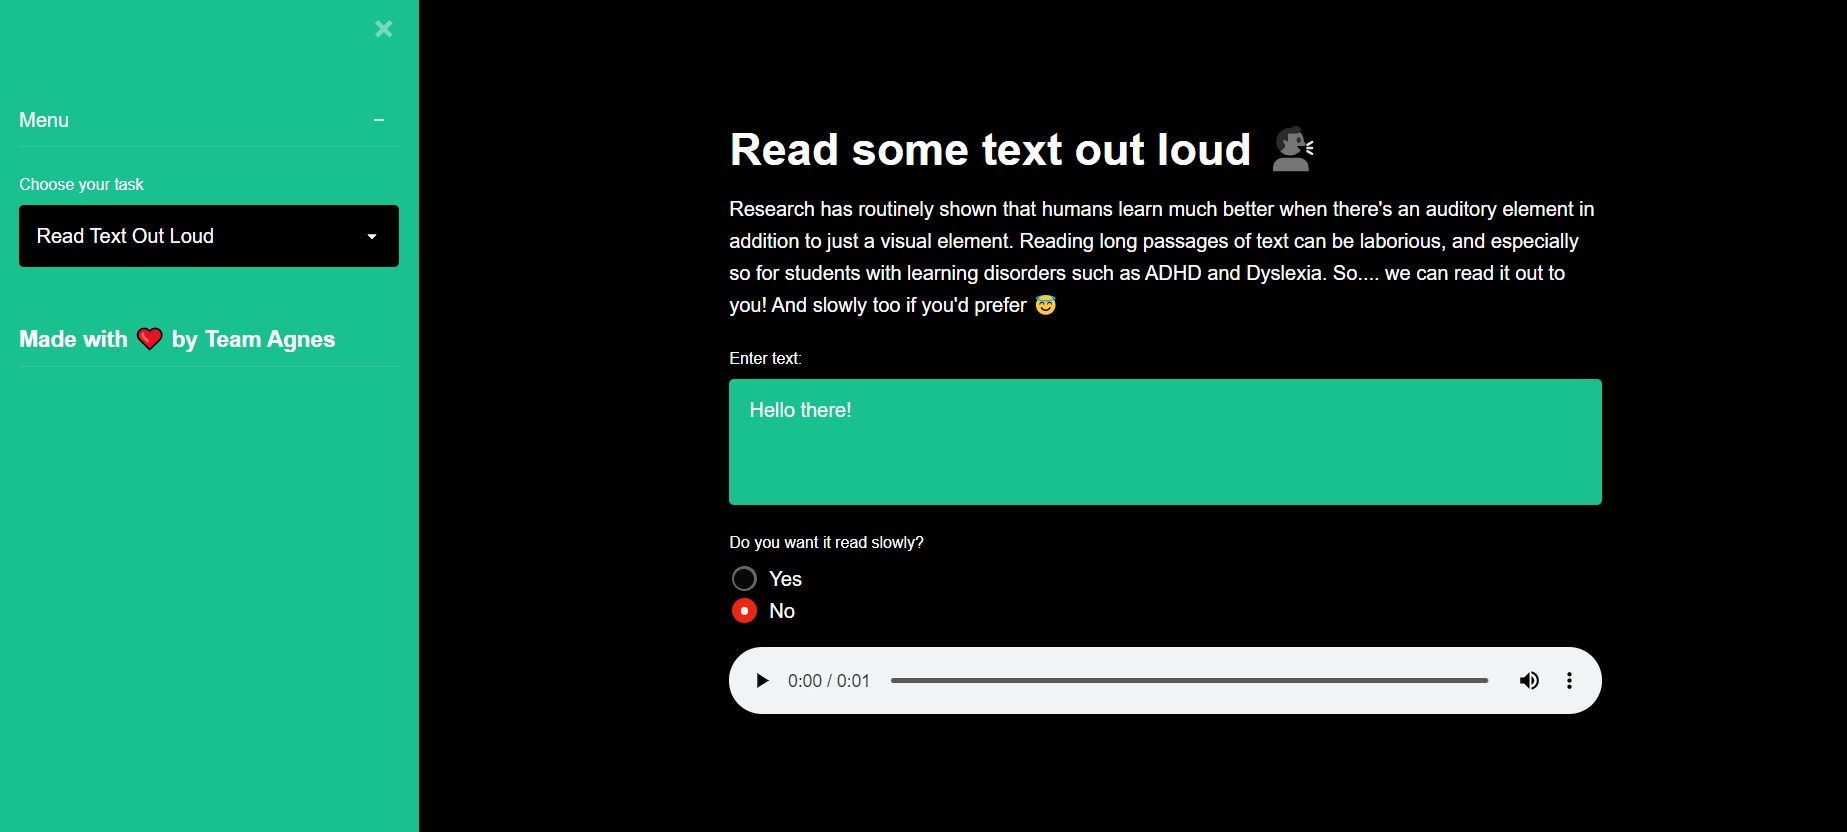 Menu
Choose your task
Read Text Out Loud
Made with ❤️ by Team Agnes
Read some text out loud 🗣️
Research has routinely shown that humans learn much better when there's an auditory element in
addition to just a visual element. Reading long passages of text can be laborious, and especially
so for students with learning disorders such as ADHD and Dyslexia. So.... we can read it out to
you! And slowly too if you'd prefer 😇
Enter text:
Hello there!
Do you want it read slowly?
Yes
No
0:00 / 0:01